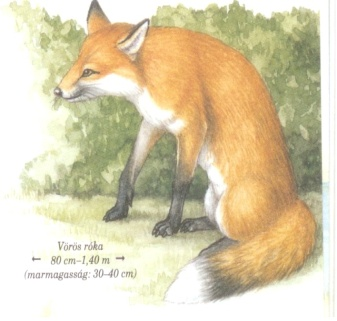 Vörös róka
← 80 cm–1,40 m →
(marmagasság: 30–40 cm)